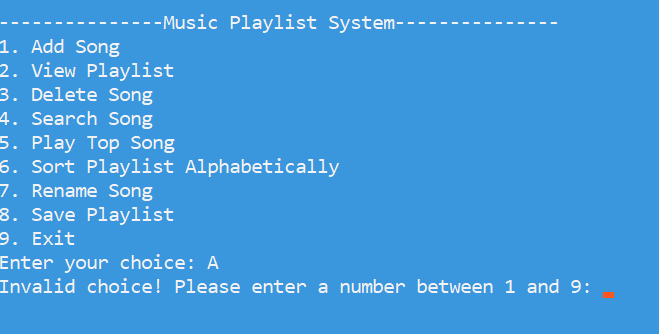 ---------------Music Playlist System---------------
1. Add Song
2. View Playlist
3. Delete Song
4. Search Song
5. Play Top Song
6. Sort Playlist Alphabetically
7. Rename Song
8. Save Playlist
9. Exit
Enter your choice: A
Invalid choice! Please enter a number between 1 and 9: